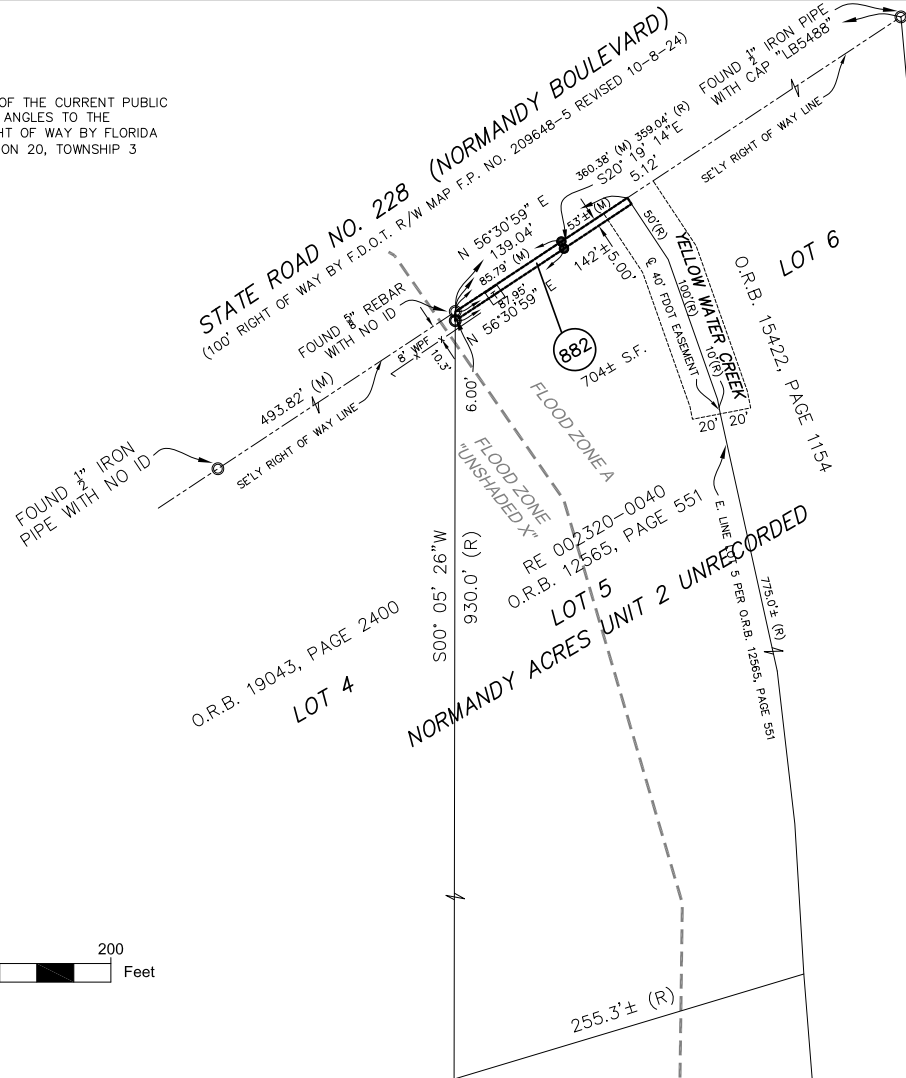 OF THE CURRENT PUBLIC
ANGLES TO THE
HT OF WAY BY FLORIDA
ON 20, TOWNSHIP 3
STATE ROAD NO. 228 (NORMANDY BOULEVARD)
(100' RIGHT OF WAY BY F.D.O.T. R/W MAP F.P. NO. 209648-5 REVISED 10-8-24)
FOUND 1/2" IRON PIPE
WITH CAP "LB5488"
SE'LY RIGHT OF WAY LINE
360.38' (M) 359.04' (R)
S20° 19' 14"E
5.12'
53'± (M)
N 56°30'59" E
139.04'
85.79' (M)
87.95'
N 56°30'59" E
142'±
5.00'
882
704± S.F.
FOUND 5/8" REBAR
WITH NO ID
8' WPF
10.3'
6.00'
493.82' (M)
SE'LY RIGHT OF WAY LINE
FOUND 1/2" IRON
PIPE WITH NO ID
50'(R)
100'(R)
10'(R)
YELLOW WATER CREEK
℄ 40' FDOT EASEMENT
20' 20'
LOT 6
O.R.B. 15422, PAGE 1154
FLOOD ZONE A
FLOOD ZONE
"UNSHADED X"
RE 002320-0040
O.R.B. 12565, PAGE 551
LOT 5
NORMANDY ACRES UNIT 2 UNRECORDED
E. LINE LOT 5 PER O.R.B. 12565, PAGE 551
775.0'± (R)
S00° 05' 26"W
930.0' (R)
O.R.B. 19043, PAGE 2400
LOT 4
255.3'± (R)
200
Feet